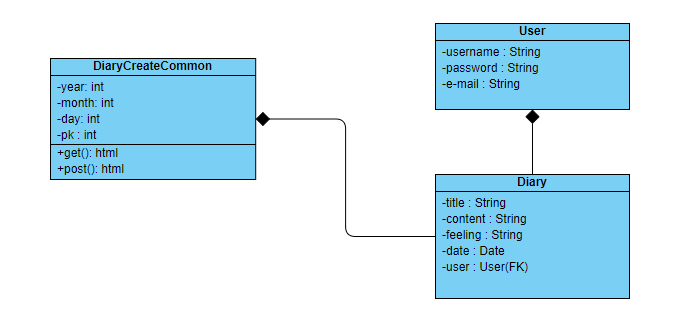 DiaryCreateCommon
-year: int
-month: int
-day: int
-pk : int
+get(): html
+post(): html
User
-username : String
-password : String
-e-mail : String
Diary
-title : String
-content : String
-feeling : String
-date : Date
-user : User(FK)